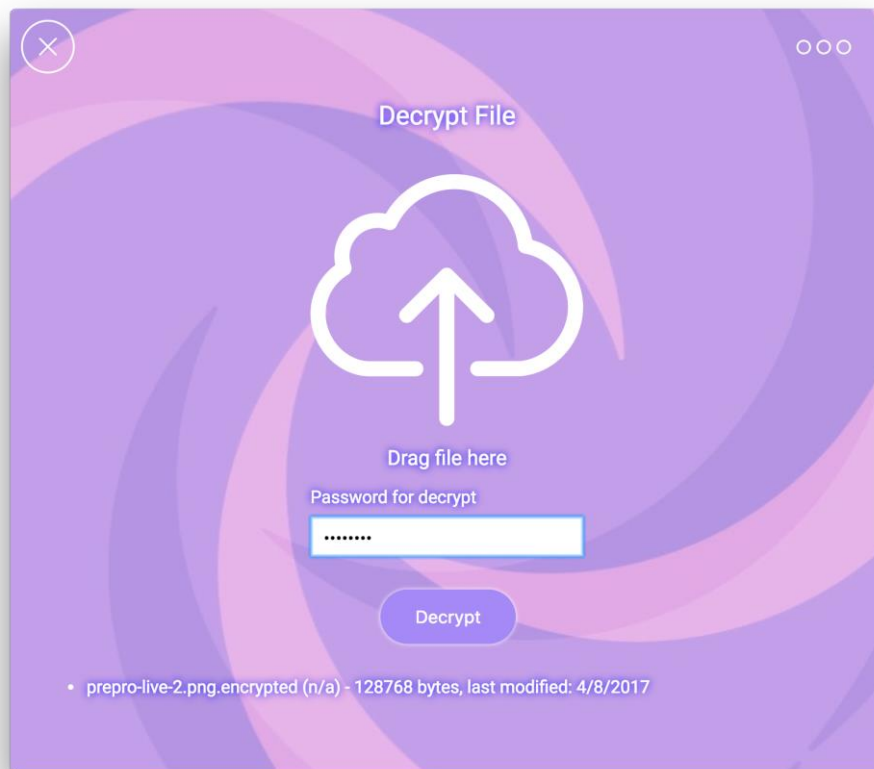 Decrypt File
Drag file here
Password for decrypt
••••••••
Decrypt
• prepro-live-2.png.encrypted (n/a) - 128768 bytes, last modified: 4/8/2017